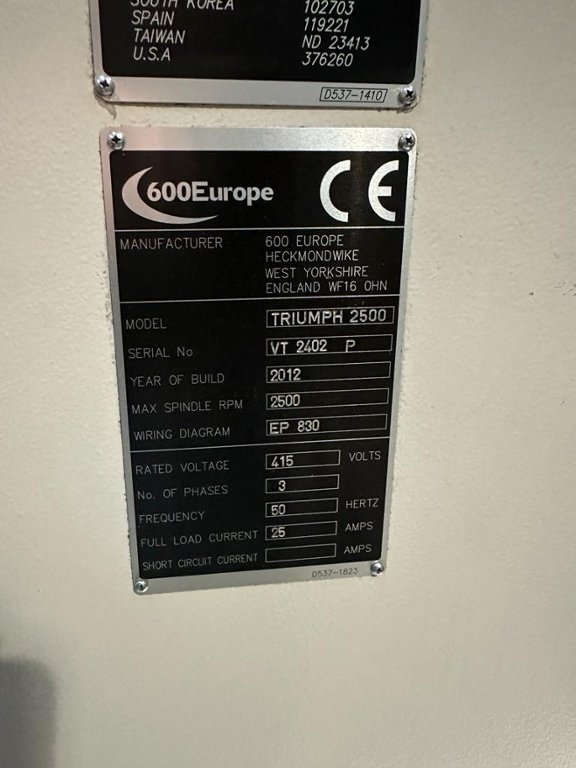 SOUTH KOREA 102703
SPAIN 119221
TAIWAN ND 23413
U.S.A 376260
D537-1410
600Europe CE
MANUFACTURER 600 EUROPE
HECKMONDWIKE
WEST YORKSHIRE
ENGLAND WF16 0HN
MODEL TRIUMPH 2500
SERIAL No VT 2402 P
YEAR OF BUILD 2012
MAX SPINDLE RPM 2500
WIRING DIAGRAM EP 830
RATED VOLTAGE 415 VOLTS
No. OF PHASES 3
FREQUENCY 50 HERTZ
FULL LOAD CURRENT 25 AMPS
SHORT CIRCUIT CURRENT AMPS
D537-1823